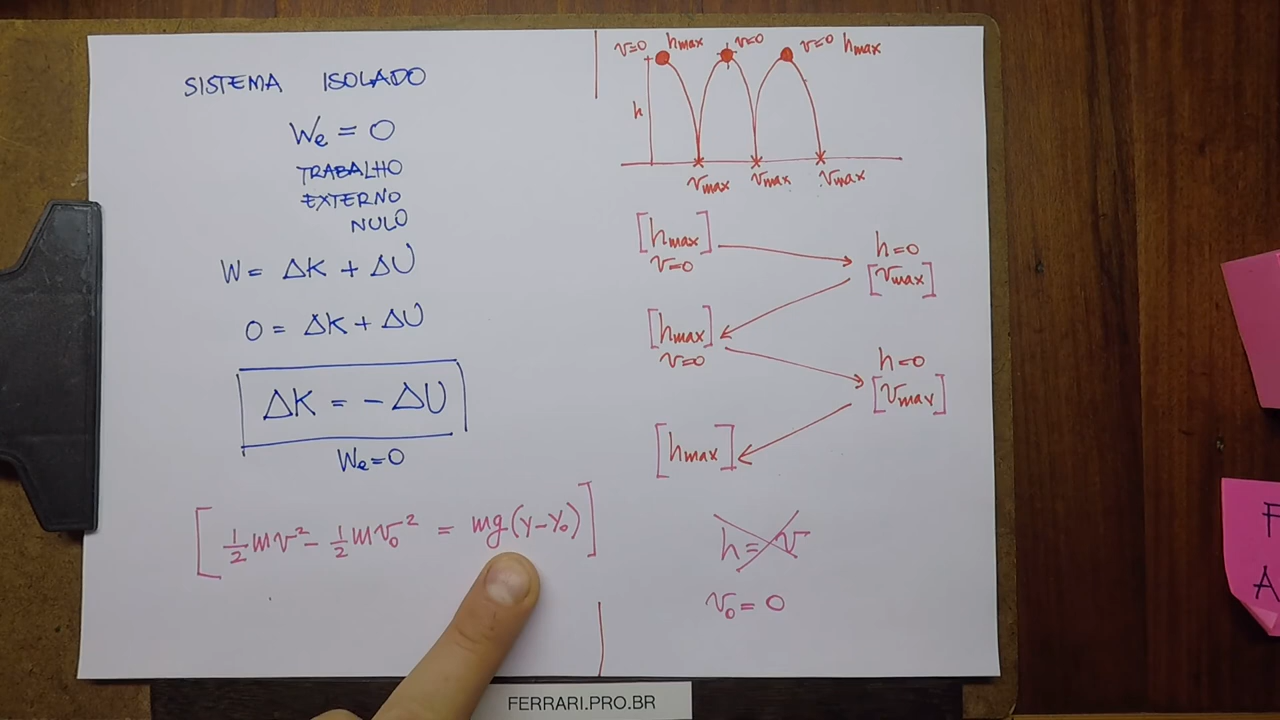 SISTEMA ISOLADO
We = 0
TRABALHO
EXTERNO
NULO
W = ΔK + ΔU
0 = ΔK + ΔU
ΔK = - ΔU
We = 0
[½mv² - ½mv₀² = mg(y-y₀)]
v=0 hmax v=0 v=0 hmax
h
vmax vmax vmax
[hmax]
v=0
h=0
[vmax]
[hmax]
v=0
h=0
[vmax]
[hmax]
h = v
v₀ = 0
FERRARI.PRO.BR
F
A